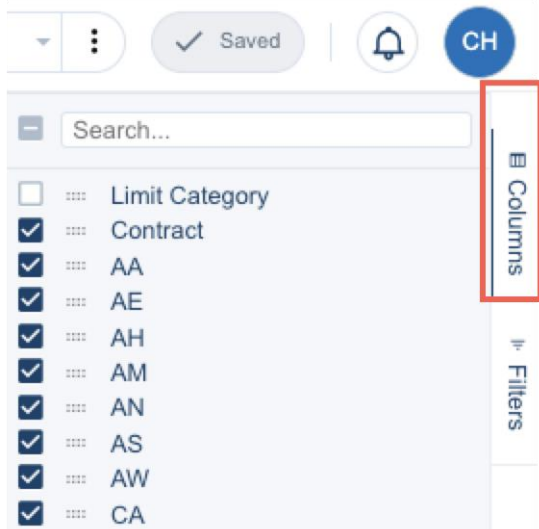 Saved
CH
Search...
Limit Category
Contract
AA
AE
AH
AM
AN
AS
AW
CA
Columns
Filters